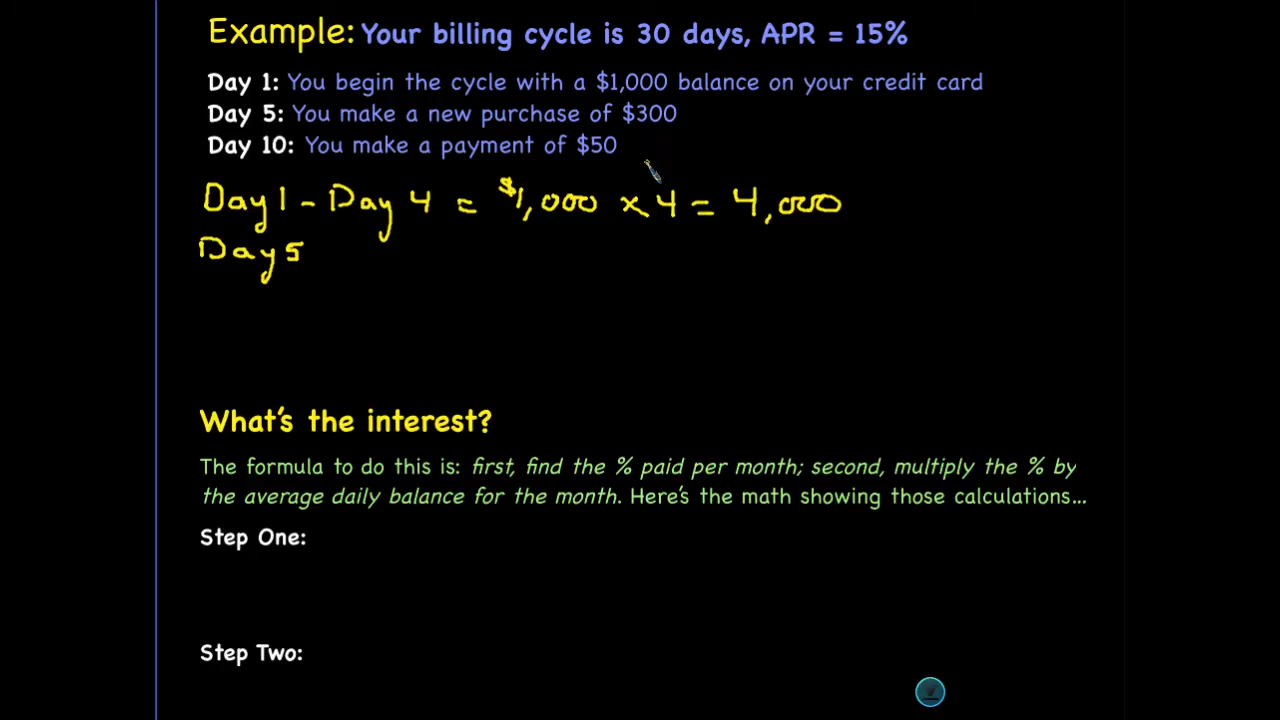 Example: Your billing cycle is 30 days, APR = 15%
Day 1: You begin the cycle with a $1,000 balance on your credit card
Day 5: You make a new purchase of $300
Day 10: You make a payment of $50
Day 1 - Day 4 = $1,000 x 4 = 4,000
Day 5
What's the interest?
The formula to do this is: first, find the % paid per month; second, multiply the % by
the average daily balance for the month. Here's the math showing those calculations...
Step One:
Step Two: